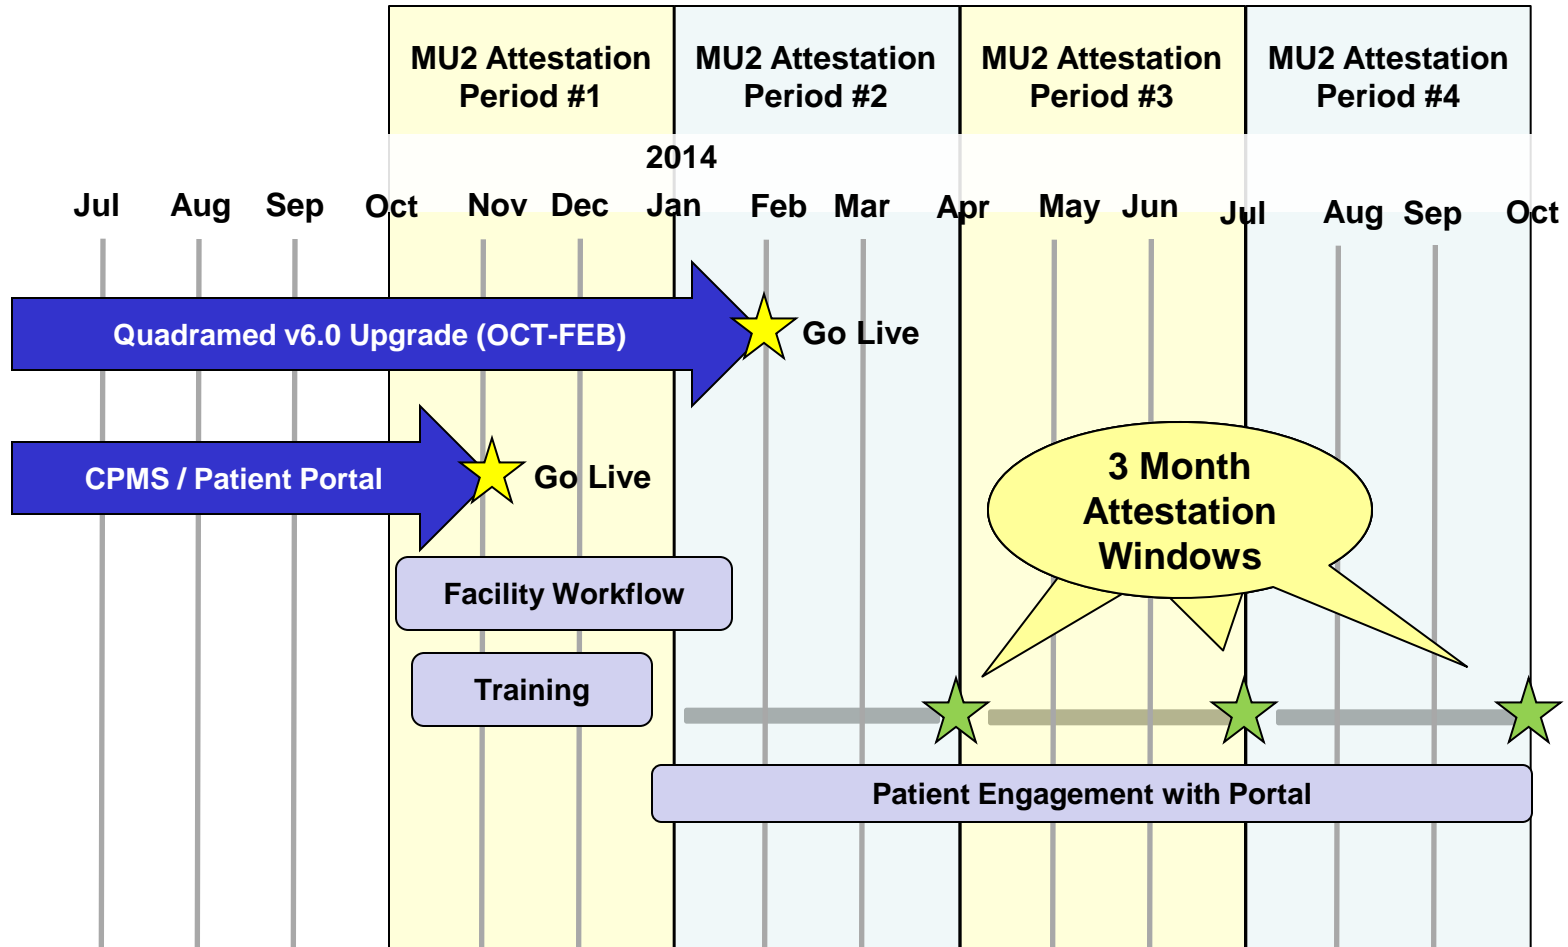 MU2 Attestation
Period #1
MU2 Attestation
Period #2
MU2 Attestation
Period #3
MU2 Attestation
Period #4
2014
Jul Aug Sep Oct Nov Dec Jan Feb Mar Apr May Jun Jul Aug Sep Oct
Quadramed v6.0 Upgrade (OCT-FEB)
Go Live
CPMS / Patient Portal
Go Live
3 Month
Attestation
Windows
Facility Workflow
Training
Patient Engagement with Portal